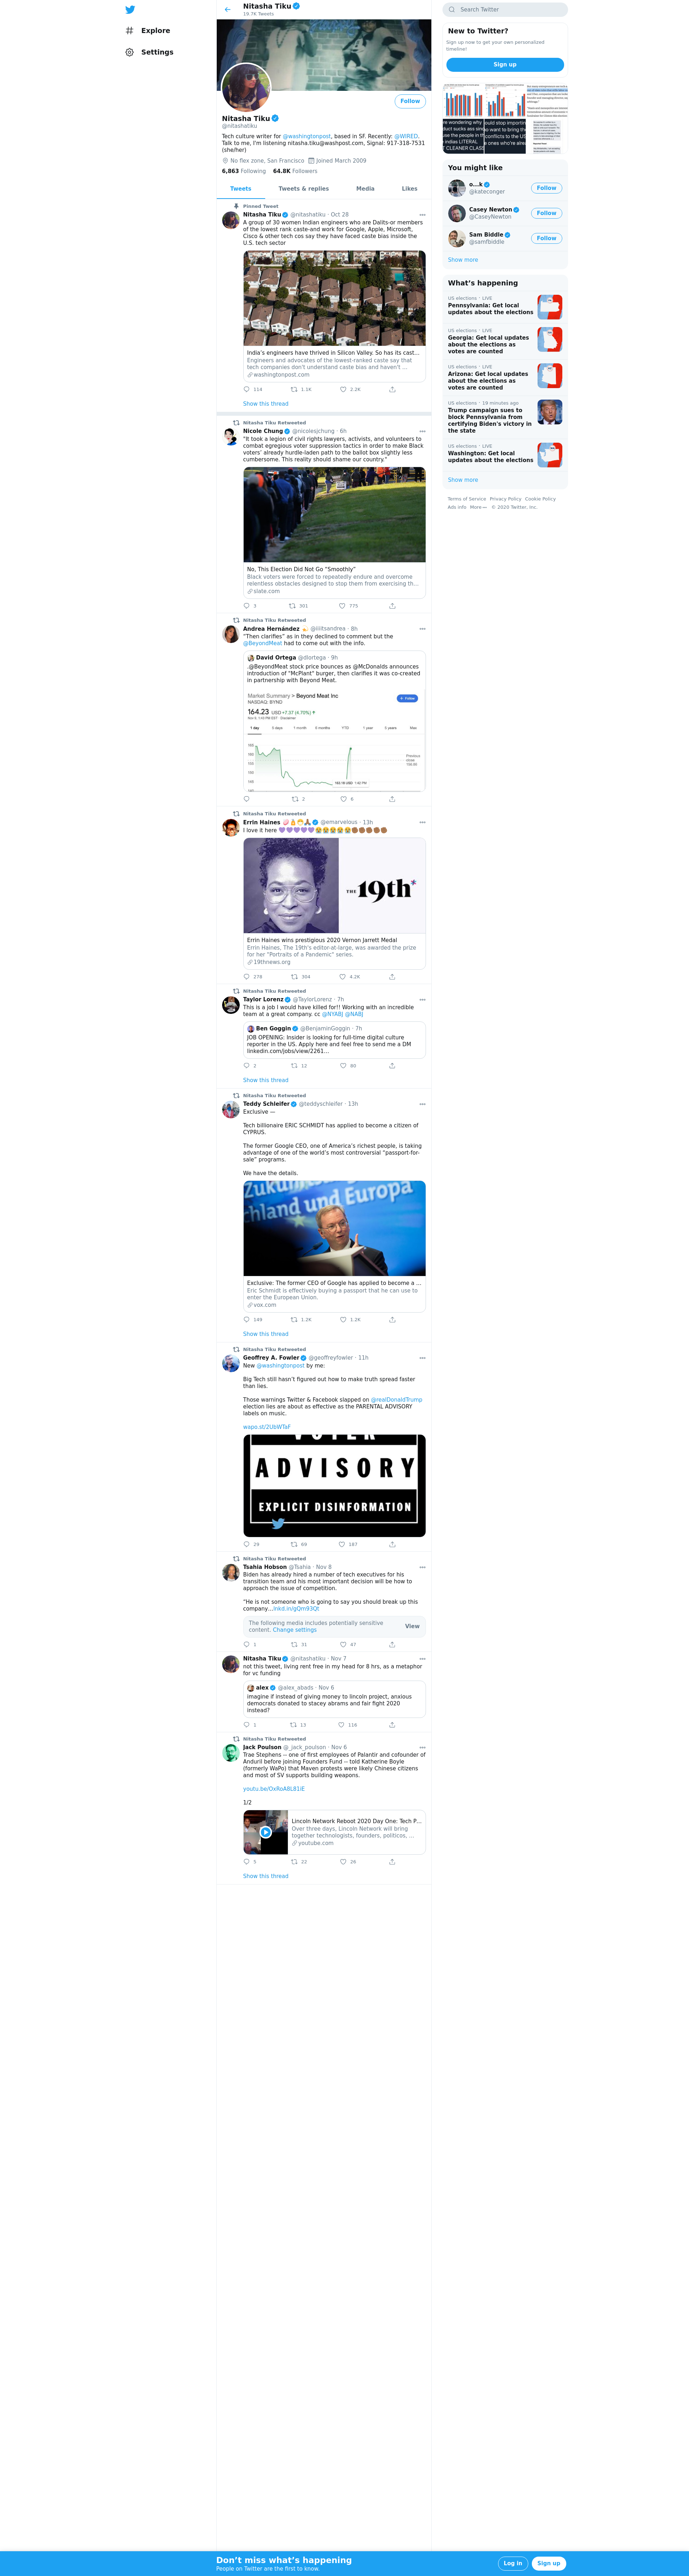 Explore
Settings
Nitasha Tiku
19.7K Tweets
Follow
Nitasha Tiku
@nitashatiku
Tech culture writer for @washingtonpost, based in SF. Recently: @WIRED.
Talk to me, I'm listening nitasha.tiku@washpost.com, Signal: 917-318-7531
(she/her)
No flex zone, San Francisco Joined March 2009
6,863 Following 64.8K Followers
Tweets Tweets & replies Media Likes
Pinned Tweet
Nitasha Tiku @nitashatiku · Oct 28
A group of 30 women Indian engineers who are Dalits-or members
of the lowest rank caste-and work for Google, Apple, Microsoft,
Cisco & other tech cos say they have faced caste bias inside the
U.S. tech sector
India's engineers have thrived in Silicon Valley. So has its cast...
Engineers and advocates of the lowest-ranked caste say that
tech companies don't understand caste bias and haven't ...
washingtonpost.com
114 1.1K 2.2K
Show this thread
Nitasha Tiku Retweeted
Nicole Chung @nicolesjchung · 6h
"It took a legion of civil rights lawyers, activists, and volunteers to
combat egregious voter suppression tactics in order to make Black
voters' already hurdle-laden path to the ballot box slightly less
cumbersome. This reality should shame our country."
No, This Election Did Not Go "Smoothly"
Black voters were forced to repeatedly endure and overcome
relentless obstacles designed to stop them from exercising th...
slate.com
3 301 775
Nitasha Tiku Retweeted
Andrea Hernández @lilitsandrea · 8h
"Then clarifies" as in they declined to comment but the
@BeyondMeat had to come out with the info.
David Ortega @dlortega · 9h
.@BeyondMeat stock price bounces as @McDonalds announces
introduction of "McPlant" burger, then clarifies it was co-created
in partnership with Beyond Meat.
Market Summary > Beyond Meat Inc
NASDAQ: BYND
+ Follow
164.23 USD +7.37 (4.70%)
1 day 5 days 1 month 6 months YTD 1 year 5 years Max
Previous
close
2 6
Nitasha Tiku Retweeted
Errin Haines @emarvelous · 13h
I love it here 💜💜💜💜💜😭😭😭😭😭✊🏾✊🏾✊🏾✊🏾✊🏾
THE 19th*
Errin Haines wins prestigious 2020 Vernon Jarrett Medal
Errin Haines, The 19th's editor-at-large, was awarded the prize
for her "Portraits of a Pandemic" series.
19thnews.org
278 304 4.2K
Nitasha Tiku Retweeted
Taylor Lorenz @TaylorLorenz · 7h
This is a job I would have killed for!! Working with an incredible
team at a great company. cc @NYABJ @NABJ
Ben Goggin @BenjaminGoggin · 7h
JOB OPENING: Insider is looking for full-time digital culture
reporter in the US. Apply here and feel free to send me a DM
linkedin.com/jobs/view/2261...
2 12 80
Show this thread
Nitasha Tiku Retweeted
Teddy Schleifer @teddyschleifer · 13h
Exclusive —
Tech billionaire ERIC SCHMIDT has applied to become a citizen of
CYPRUS.
The former Google CEO, one of America's richest people, is taking
advantage of one of the world's most controversial "passport-for-
sale" programs.
We have the details.
und Europa
Exclusive: The former CEO of Google has applied to become a ...
Eric Schmidt is effectively buying a passport that he can use to
enter the European Union.
vox.com
149 1.2K 1.2K
Show this thread
Nitasha Tiku Retweeted
Geoffrey A. Fowler @geoffreyfowler · 11h
New @washingtonpost by me:
Big Tech still hasn't figured out how to make truth spread faster
than lies.
Those warnings Twitter & Facebook slapped on @realDonaldTrump
election lies are about as effective as the PARENTAL ADVISORY
labels on music.
wapo.st/2UbWTaF
VOTER
ADVISORY
EXPLICIT DISINFORMATION
29 69 187
Nitasha Tiku Retweeted
Tsahia Hobson @Tsahia · Nov 8
Biden has already hired a number of tech executives for his
transition team and his most important decision will be how to
approach the issue of competition.
"He is not someone who is going to say you should break up this
company...lnkd.in/gQm93Qt
The following media includes potentially sensitive
content. Change settings
View
1 31 47
Nitasha Tiku @nitashatiku · Nov 7
not this tweet, living rent free in my head for 8 hrs, as a metaphor
for vc funding
alex @alex_abads · Nov 6
imagine if instead of giving money to lincoln project, anxious
democrats donated to stacey abrams and fair fight 2020
instead?
1 13 116
Nitasha Tiku Retweeted
Jack Poulson @_jack_poulson · Nov 6
Trae Stephens -- one of first employees of Palantir and cofounder of
Anduril before joining Founders Fund -- told Katherine Boyle
(formerly WaPo) that Maven protests were likely Chinese citizens
and most of SV supports building weapons.
youtu.be/OxRoA8L81iE
1/2
Lincoln Network Reboot 2020 Day One: Tech P...
Over three days, Lincoln Network will bring
together technologists, founders, politicos, ...
youtube.com
5 22 26
Show this thread
Search Twitter
New to Twitter?
Sign up now to get your own personalized
timeline!
Sign up
You might like
o...k
@kateconger
Follow
Casey Newton
@CaseyNewton
Follow
Sam Biddle
@samfbiddle
Follow
Show more
What's happening
US elections · LIVE
Pennsylvania: Get local
updates about the elections
US elections · LIVE
Georgia: Get local updates
about the elections as
votes are counted
US elections · LIVE
Arizona: Get local updates
about the elections as
votes are counted
US elections · 19 minutes ago
Trump campaign sues to
block Pennsylvania from
certifying Biden's victory in
the state
US elections · LIVE
Washington: Get local
updates about the elections
Show more
Terms of Service Privacy Policy Cookie Policy
Ads info More © 2020 Twitter, Inc.
Don't miss what's happening
People on Twitter are the first to know.
Log in Sign up